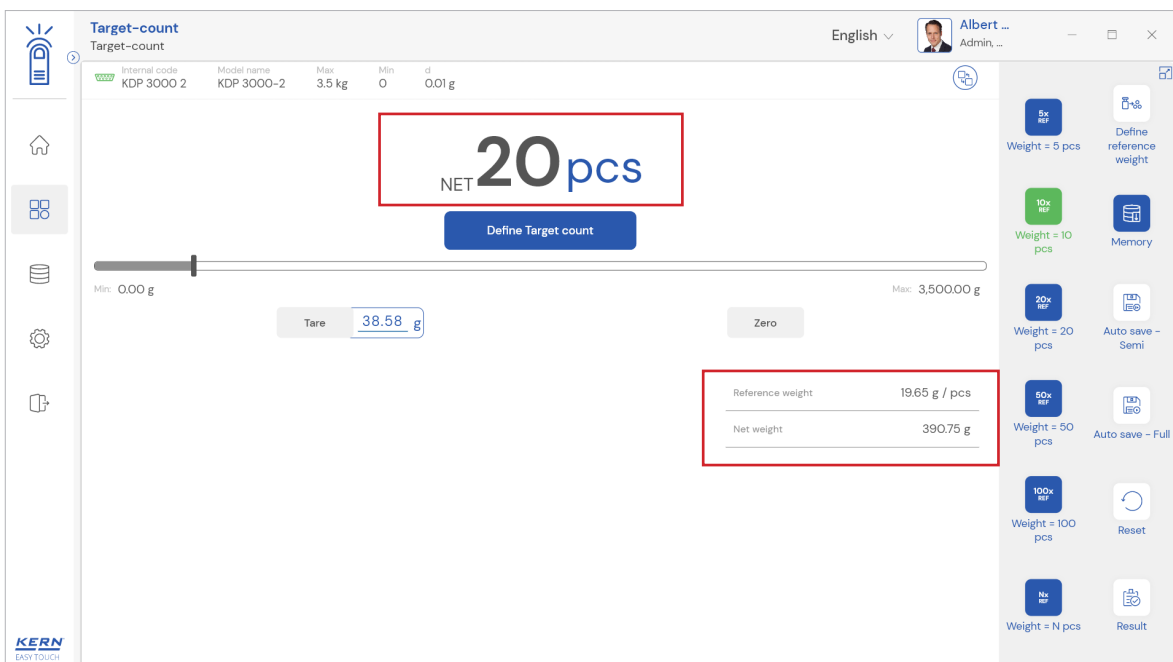 Target-count
Target-count
English
Albert ...
Admin, ...
Internal code
KDP 3000 2
Model name
KDP 3000-2
Max
3.5 kg
Min
0
d
0.01 g
NET 20 pcs
Define Target count
Min: 0.00 g
Max: 3,500.00 g
Tare
38.58 g
Zero
Reference weight 19.65 g / pcs
Net weight 390.75 g
5x
REF
Weight = 5 pcs
Define
reference
weight
10x
REF
Weight = 10
pcs
Memory
20x
REF
Weight = 20
pcs
Auto save -
Semi
50x
REF
Weight = 50
pcs
Auto save - Full
100x
REF
Weight = 100
pcs
Reset
Nx
REF
Weight = N pcs
Result
KERN
EASY TOUCH